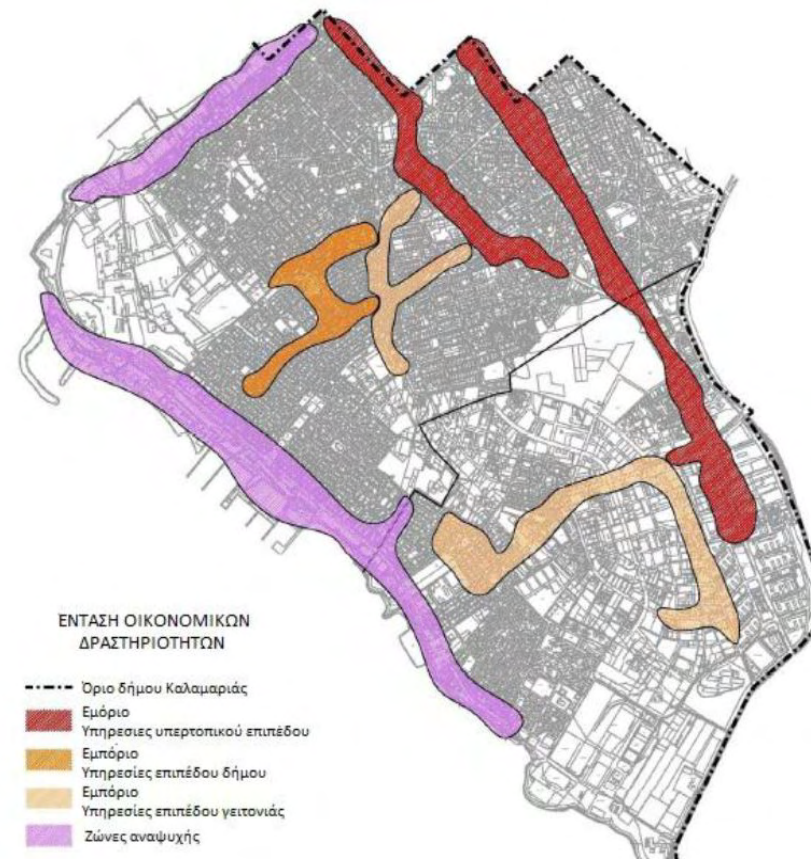 ΕΝΤΑΣΗ ΟΙΚΟΝΟΜΙΚΩΝ
ΔΡΑΣΤΗΡΙΟΤΗΤΩΝ
Όριο δήμου Καλαμαριάς
Εμόριο
Υπηρεσιες υπερτοπικού επιπέδου
Εμπόριο
Υπηρεσίες επιπέδου δήμου
Εμπόριο
Υπηρεσίες επιπέδου γειτονιάς
Ζώνες αναψυχής